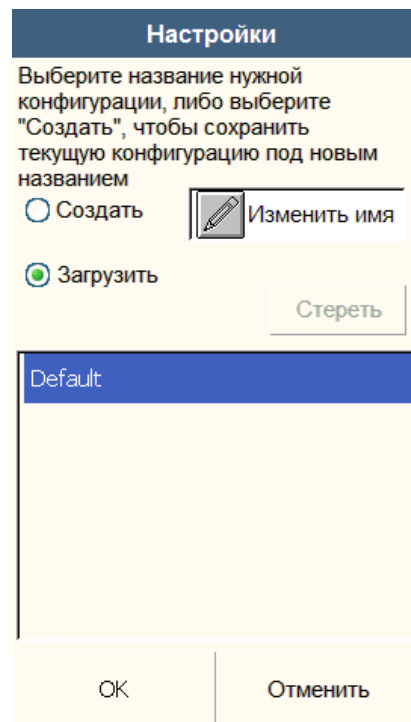 Настройки
Выберите название нужной
конфигурации, либо выберите
"Создать", чтобы сохранить
текущую конфигурацию под новым
названием
Создать
Изменить имя
Загрузить
Стереть
Default
OK
Отменить